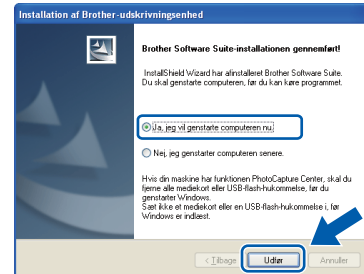 Installation af Brother-udskrivningsenhed
Brother Software Suite-installationen gennemført!
InstallShield Wizard har afinstalleret Brother Software Suite.
Du skal genstarte computeren, før du kan køre programmet.
Ja, jeg vil genstarte computeren nu.
Nej, jeg genstarter computeren senere.
Hvis din maskine har funktionen PhotoCapture Center, skal du
fjerne alle mediekort eller USB-flash-hukommelse, før du
genstarter Windows.
Sæt ikke et mediekort eller en USB-flash-hukommelse i, før
Windows er indlæst.
< Tilbage
Udfør
Annuller